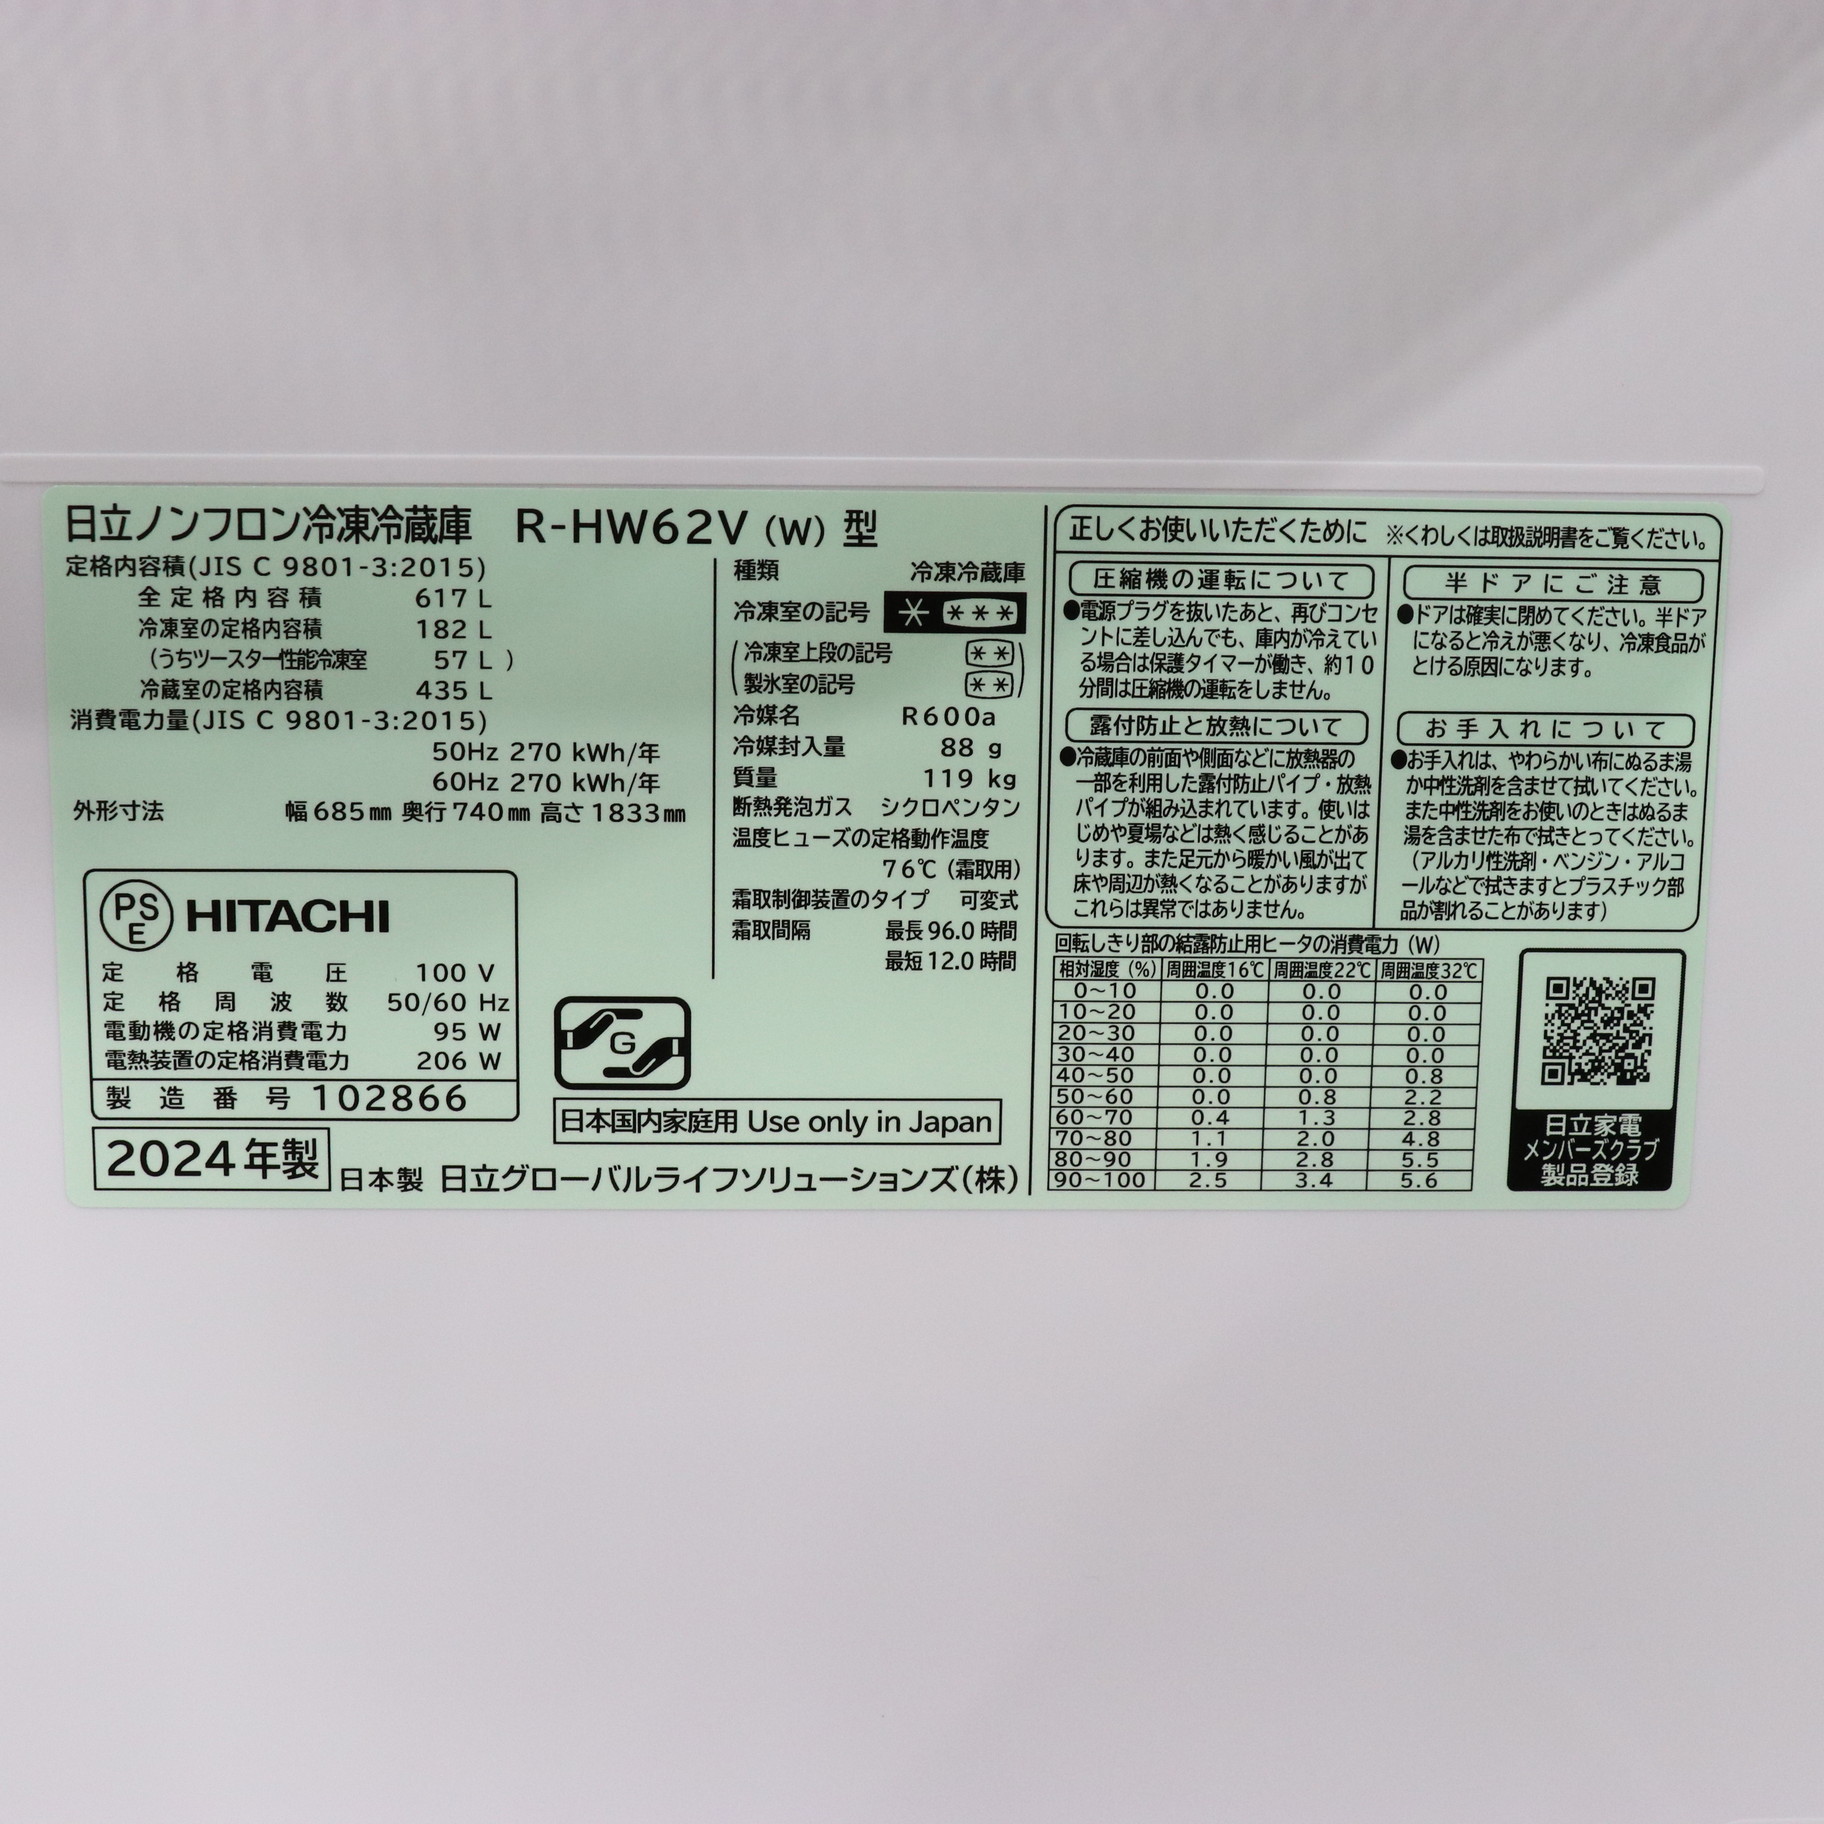 日立ノンフロン冷凍冷蔵庫 R-HW62V (W) 型
定格内容積(JIS C 9801-3:2015)
全定格内容積 617 L
冷凍室の定格内容積 182 L
(うちツースター性能冷凍室 57 L )
冷蔵室の定格内容積 435 L
消費電力量(JIS C 9801-3:2015)
50Hz 270 kWh/年
60Hz 270 kWh/年
外形寸法 幅685mm 奥行740mm 高さ1833mm
PSE HITACHI
定格電圧 100 V
定格周波数 50/60 Hz
電動機の定格消費電力 95 W
電熱装置の定格消費電力 206 W
製造番号 102866
2024年製
日本製 日立グローバルライフソリューションズ(株)
種類 冷凍冷蔵庫
冷凍室の記号 * ***
(冷凍室上段の記号 **
製氷室の記号 **)
冷媒名 R600a
冷媒封入量 88 g
質量 119 kg
断熱発泡ガス シクロペンタン
温度ヒューズの定格動作温度
76℃ (霜取用)
霜取制御装置のタイプ 可変式
霜取間隔 最長96.0時間
最短12.0時間
G
日本国内家庭用 Use only in Japan
正しくお使いいただくために ※くわしくは取扱説明書をご覧ください。
圧縮機の運転について
●電源プラグを抜いたあと、再びコンセ
ントに差し込んでも、庫内が冷えてい
る場合は保護タイマーが働き、約10
分間は圧縮機の運転をしません。
露付防止と放熱について
●冷蔵庫の前面や側面などに放熱器の
一部を利用した露付防止パイプ・放熱
パイプが組み込まれています。使いは
じめや夏場などは熱く感じることがあ
ります。また足元から暖かい風が出て
床や周辺が熱くなることがありますが
これらは異常ではありません。
半ドアにご注意
●ドアは確実に閉めてください。半ドア
になると冷えが悪くなり、冷凍食品が
とける原因になります。
お手入れについて
●お手入れは、やわらかい布にぬるま湯
か中性洗剤を含ませて拭いてください。
また中性洗剤をお使いのときはぬるま
湯を含ませた布で拭きとってください。
(アルカリ性洗剤・ベンジン・アルコ
ールなどで拭きますとプラスチック部
品が割れることがあります)
回転しきり部の結露防止用ヒータの消費電力 (W)
相対湿度 (%) 周囲温度16℃ 周囲温度22℃ 周囲温度32℃
0～10 0.0 0.0 0.0
10～20 0.0 0.0 0.0
20～30 0.0 0.0 0.0
30～40 0.0 0.0 0.0
40～50 0.0 0.0 0.8
50～60 0.0 0.8 2.2
60～70 0.4 1.3 2.8
70～80 1.1 2.0 4.8
80～90 1.9 2.8 5.5
90～100 2.5 3.4 5.6
日立家電
メンバーズクラブ
製品登録